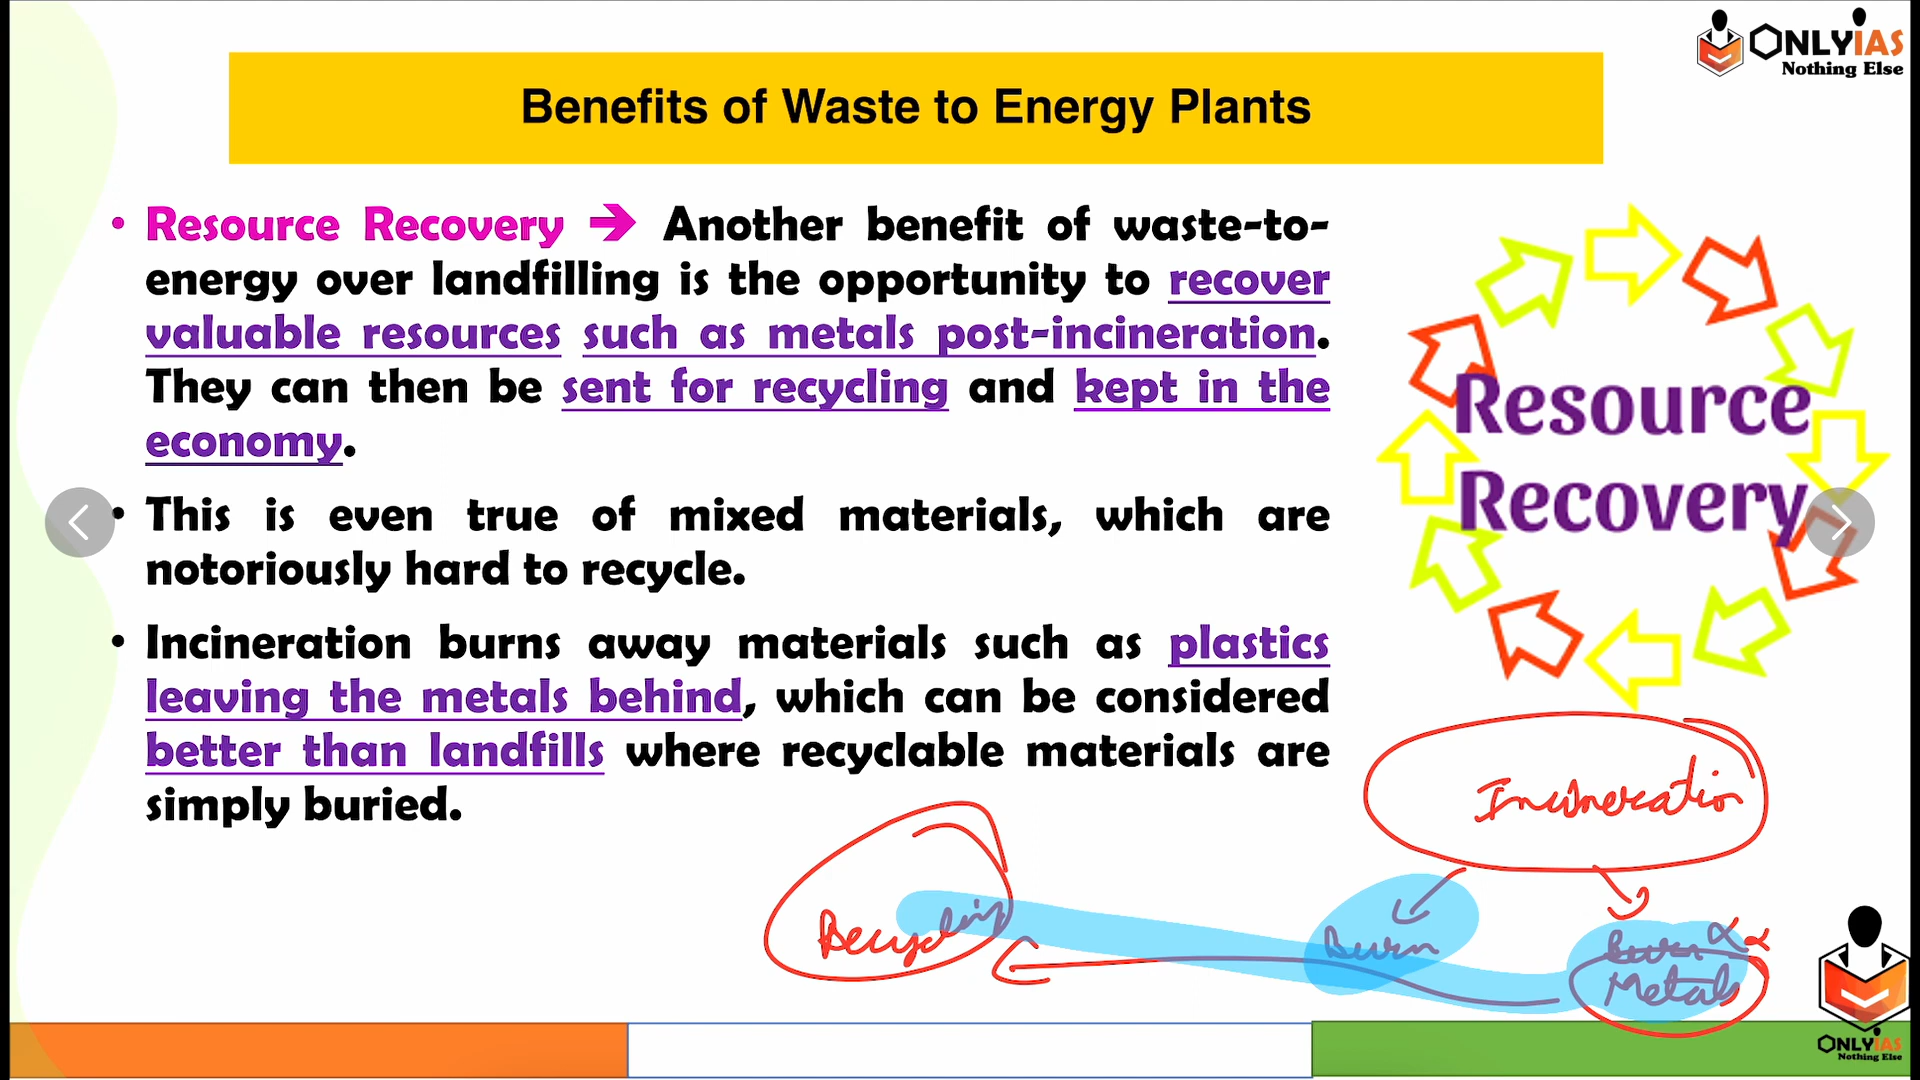 ONLYIAS
Nothing Else
Benefits of Waste to Energy Plants
• Resource Recovery ➔ Another benefit of waste-to-
energy over landfilling is the opportunity to recover
valuable resources such as metals post-incineration.
They can then be sent for recycling and kept in the
economy.
• This is even true of mixed materials, which are
notoriously hard to recycle.
• Incineration burns away materials such as plastics
leaving the metals behind, which can be considered
better than landfills where recyclable materials are
simply buried.
Resource
Recovery
Incineration
Recycling
Burn
Burn
Metals
ONLYIAS
Nothing Else